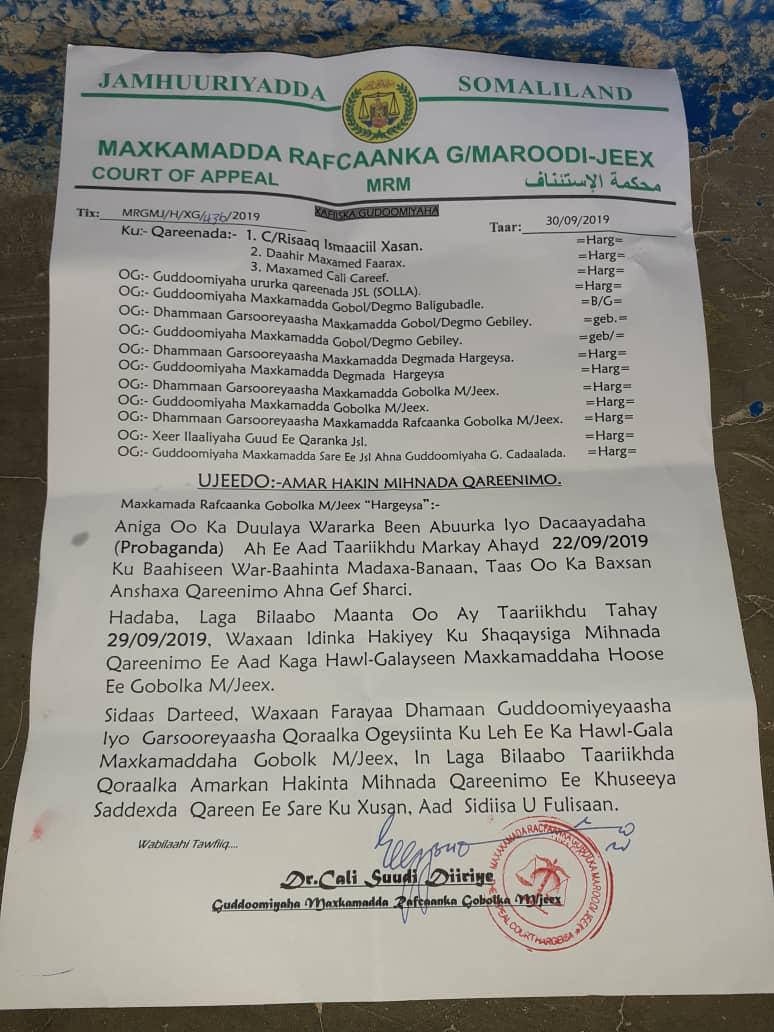 JAMHUURIYADDA SOMALILAND
MAXKAMADDA RAFCAANKA G/MAROODI-JEEX
COURT OF APPEAL MRM محكمة الإستئناف
Tix: MRGMJ/H/XG/436/2019 XAFIISKA GUDOOMIYAHA Taar: 30/09/2019
Ku:- Qareenada:- 1. C/Risaaq Ismaaciil Xasan. =Harg=
2. Daahir Maxamed Faarax. =Harg=
3. Maxamed Cali Careef. =Harg=
OG:- Guddoomiyaha ururka qareenada JSL (SOLLA). =Harg=
OG:- Guddoomiyaha Maxkamadda Gobol/Degmo Baligubadle. =B/G=
OG:- Dhammaan Garsooreyaasha Maxkamadda Gobol/Degmo Gebiley. =geb.=
OG:- Guddoomiyaha Maxkamadda Gobol/Degmo Gebiley. =geb/=
OG:- Dhammaan Garsooreyaasha Maxkamadda Degmada Hargeysa. =Harg=
OG:- Guddoomiyaha Maxkamadda Degmada Hargeysa =Harg=
OG:- Dhammaan Garsooreyaasha Maxkamadda Gobolka M/Jeex. =Harg=
OG:- Guddoomiyaha Maxkamadda Gobolka M/Jeex. =Harg=
OG:- Dhammaan Garsooreyaasha Maxkamadda Rafcaanka Gobolka M/Jeex. =Harg=
OG:- Xeer Ilaaliyaha Guud Ee Qaranka Jsl. =Harg=
OG:- Guddoomiyaha Maxkamadda Sare Ee Jsl Ahna Guddoomiyaha G. Cadaalada. =Harg=
UJEEDO:-AMAR HAKIN MIHNADA QAREENIMO.
Maxkamada Rafcaanka Gobolka M/Jeex "Hargeysa":-
Aniga Oo Ka Duulaya Wararka Been Abuurka Iyo Dacaayadaha
(Probaganda) Ah Ee Aad Taariikhdu Markay Ahayd 22/09/2019
Ku Baahiseen War-Baahinta Madaxa-Banaan, Taas Oo Ka Baxsan
Anshaxa Qareenimo Ahna Gef Sharci.
Hadaba, Laga Bilaabo Maanta Oo Ay Taariikhdu Tahay
29/09/2019, Waxaan Idinka Hakiyey Ku Shaqaysiga Mihnada
Qareenimo Ee Aad Kaga Hawl-Galayseen Maxkamaddaha Hoose
Ee Gobolka M/Jeex.
Sidaas Darteed, Waxaan Farayaa Dhamaan Guddoomiyeyaasha
Iyo Garsooreyaasha Qoraalka Ogeysiinta Ku Leh Ee Ka Hawl-Gala
Maxkamaddaha Gobolk M/Jeex, In Laga Bilaabo Taariikhda
Qoraalka Amarkan Hakinta Mihnada Qareenimo Ee Khuseeya
Saddexda Qareen Ee Sare Ku Xusan, Aad Sidiisa U Fulisaan.
Wabilaahi Tawfiiq....
Dr.Cali Suudi Diiriye
Guddoomiyaha Maxkamadda Rafcaanka Gobolka M/jeex
MAXAKAMADA RACFAANKA GOBOLKA MAROODI JEEX
THE APPEAL COURT HARGEISA